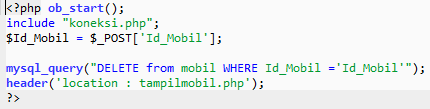 <?php ob_start();
include "koneksi.php";
$Id_Mobil = $_POST['Id_Mobil'];

mysql_query("DELETE from mobil WHERE Id_Mobil ='Id_Mobil'");
header('location : tampilmobil.php');
?>